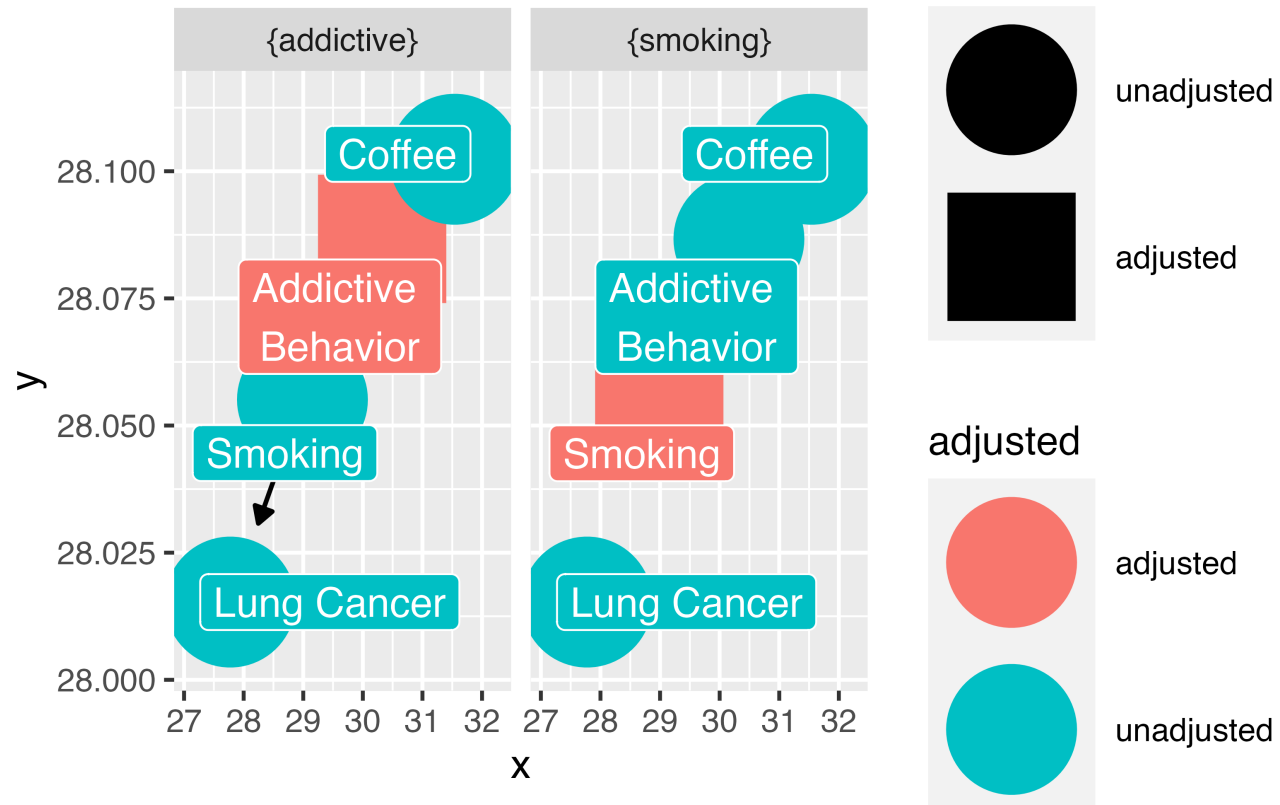 {addictive}
{smoking}
28.100
28.075
28.050
28.025
28.000
y
Coffee
Addictive
Behavior
Smoking
Lung Cancer
Coffee
Addictive
Behavior
Smoking
Lung Cancer
27 28 29 30 31 32
27 28 29 30 31 32
x
unadjusted
adjusted
adjusted
adjusted
unadjusted